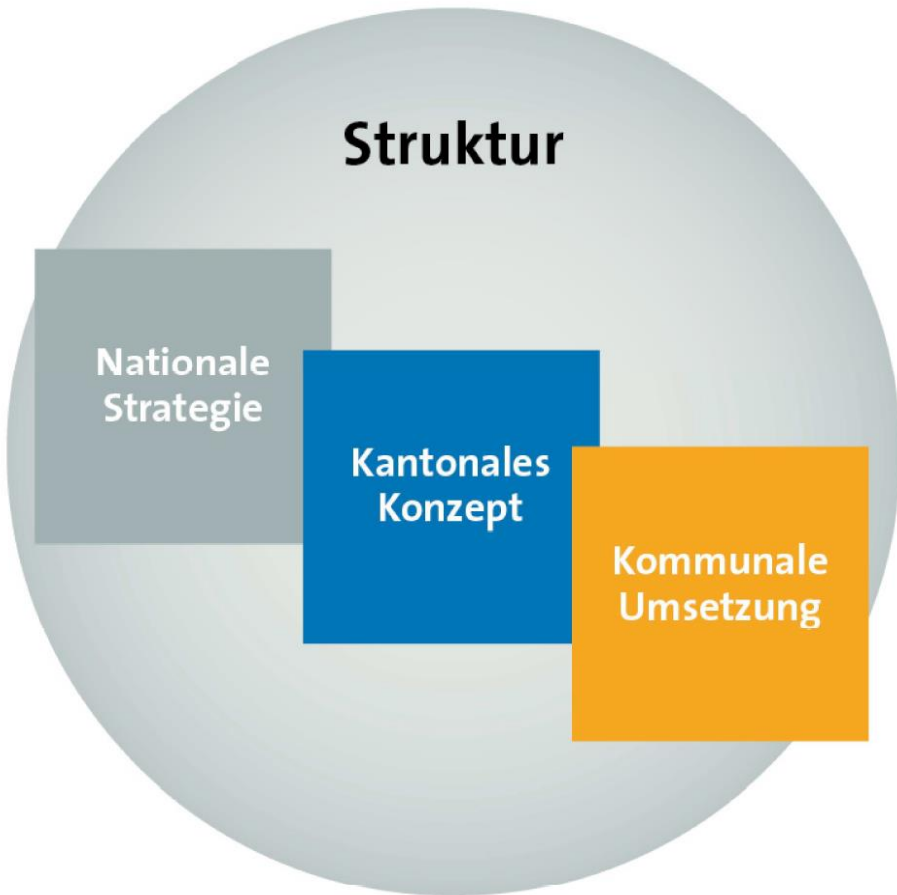 Struktur
Nationale
Strategie
Kantonales
Konzept
Kommunale
Umsetzung